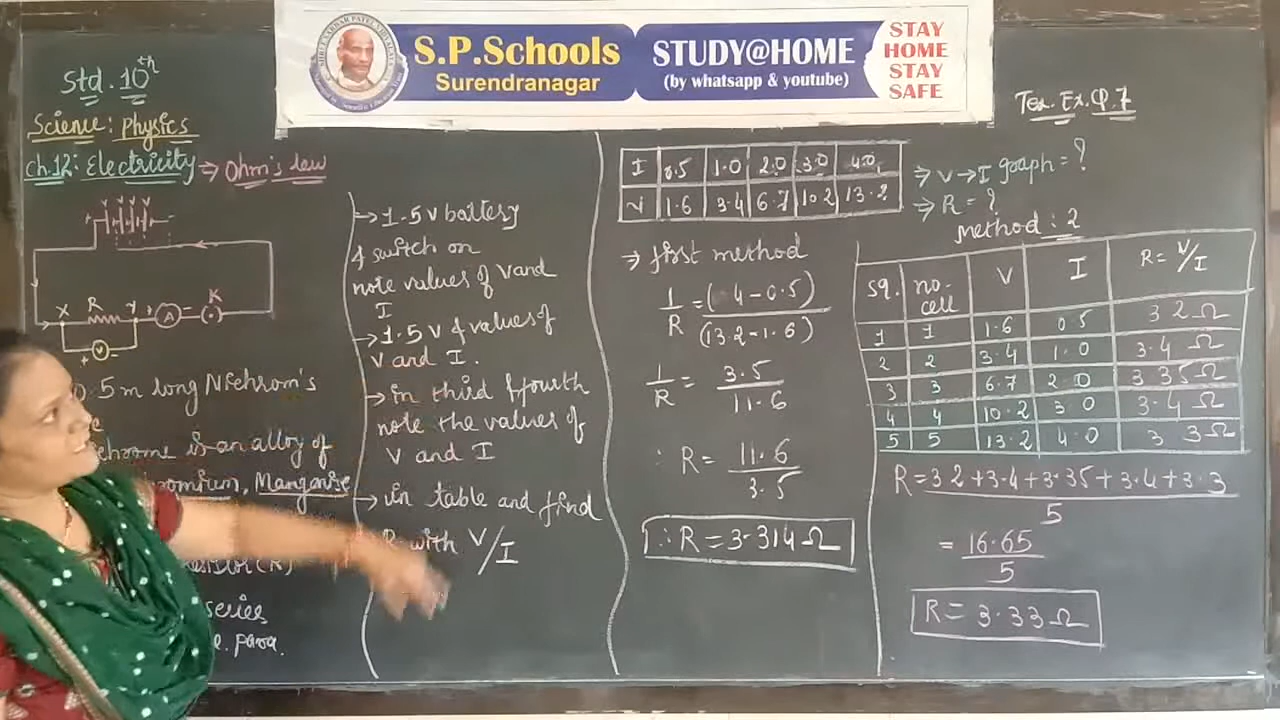 S.P.Schools
Surendranagar
STUDY@HOME
(by whatsapp & youtube)
STAY
HOME
STAY
SAFE
Std. 10th
Science: Physics
Ch.12: Electricity → Ohm's law
X R Y A K
+ V -
5 m long Nichrom's
is an alloy of
Manganise
series
→ 1.5 V battery
& switch on
note values of V and
I
→ 1.5 V & values of
V and I.
→ in third & fourth
note the values of
V and I
→ in table and find
R with V/I
Tex. Ex. Q.7
I 0.5 1.0 2.0 3.0 4.0
V 1.6 3.4 6.7 10.2 13.2
⇒ V → I graph = ?
⇒ R = ?
→ first method
1/R = (4-0.5)/(13.2-1.6)
1/R = 3.5/11.6
∴ R = 11.6/3.5
∴ R = 3.314 Ω
Method: 2
sq. no. cell V I R = V/I
1 1 1.6 0.5 3.2 Ω
2 2 3.4 1.0 3.4 Ω
3 3 6.7 2.0 3.35 Ω
4 4 10.2 3.0 3.4 Ω
5 5 13.2 4.0 3.3 Ω
R = 3.2 + 3.4 + 3.35 + 3.4 + 3.3 / 5
= 16.65/5
R = 3.33 Ω